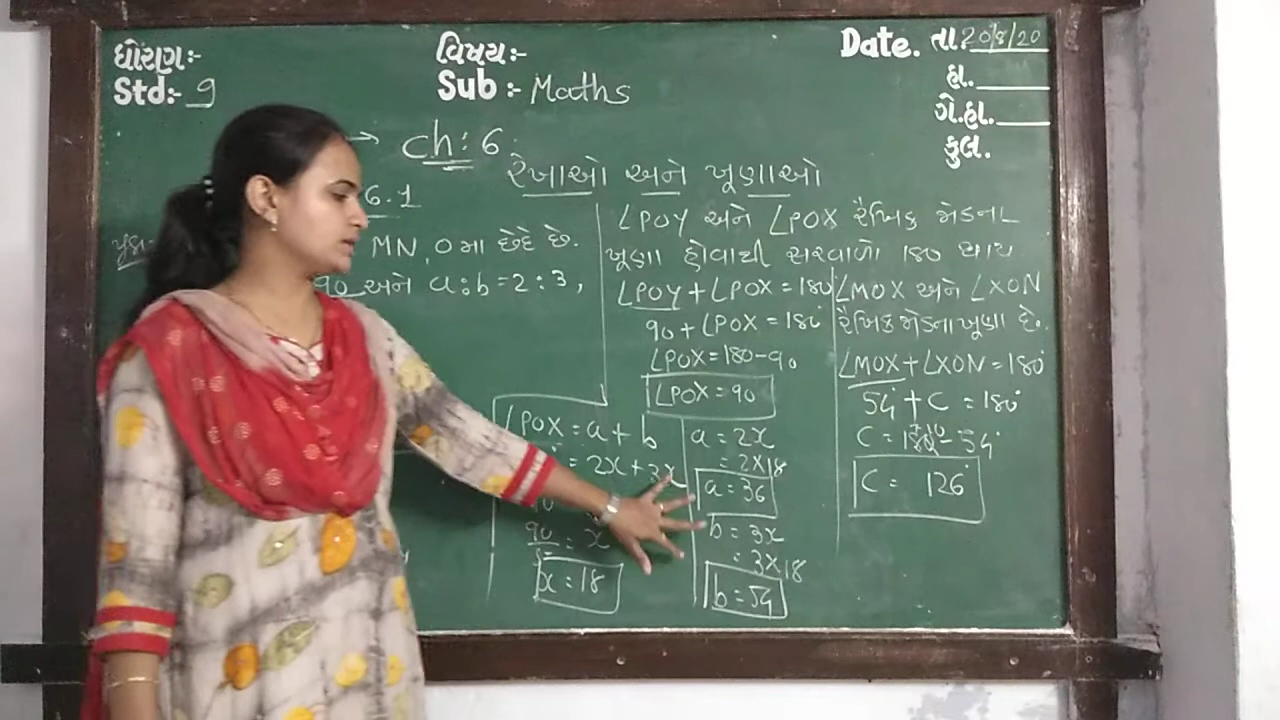 ધોરણ:-
Std:- 9
વિષય:-
Sub :- Maths
Date. તા. 20/8/20
હા.
ગે.હા.
કુલ.
→ ch: 6
રેખાઓ અને ખૂણાઓ
6.1
MN, O માં છેદે છે.
90 અને a:b=2:3,
∠POY અને ∠POX રૈખિક જોડના
ખૂણા હોવાથી સરવાળો 180 થાય
∠POY + ∠POX = 180
90 + ∠POX = 180°
∠POX = 180-90
∠POX = 90
∠POX = a + b
= 2x + 3x
90 = x
x = 18
a = 2x
= 2x18
a = 36
b = 3x
= 3x18
b = 54
∠MOX અને ∠XON
રૈખિક જોડના ખૂણા છે.
∠MOX + ∠XON = 180°
54° + C = 180°
C = 180 - 54°
C = 126°